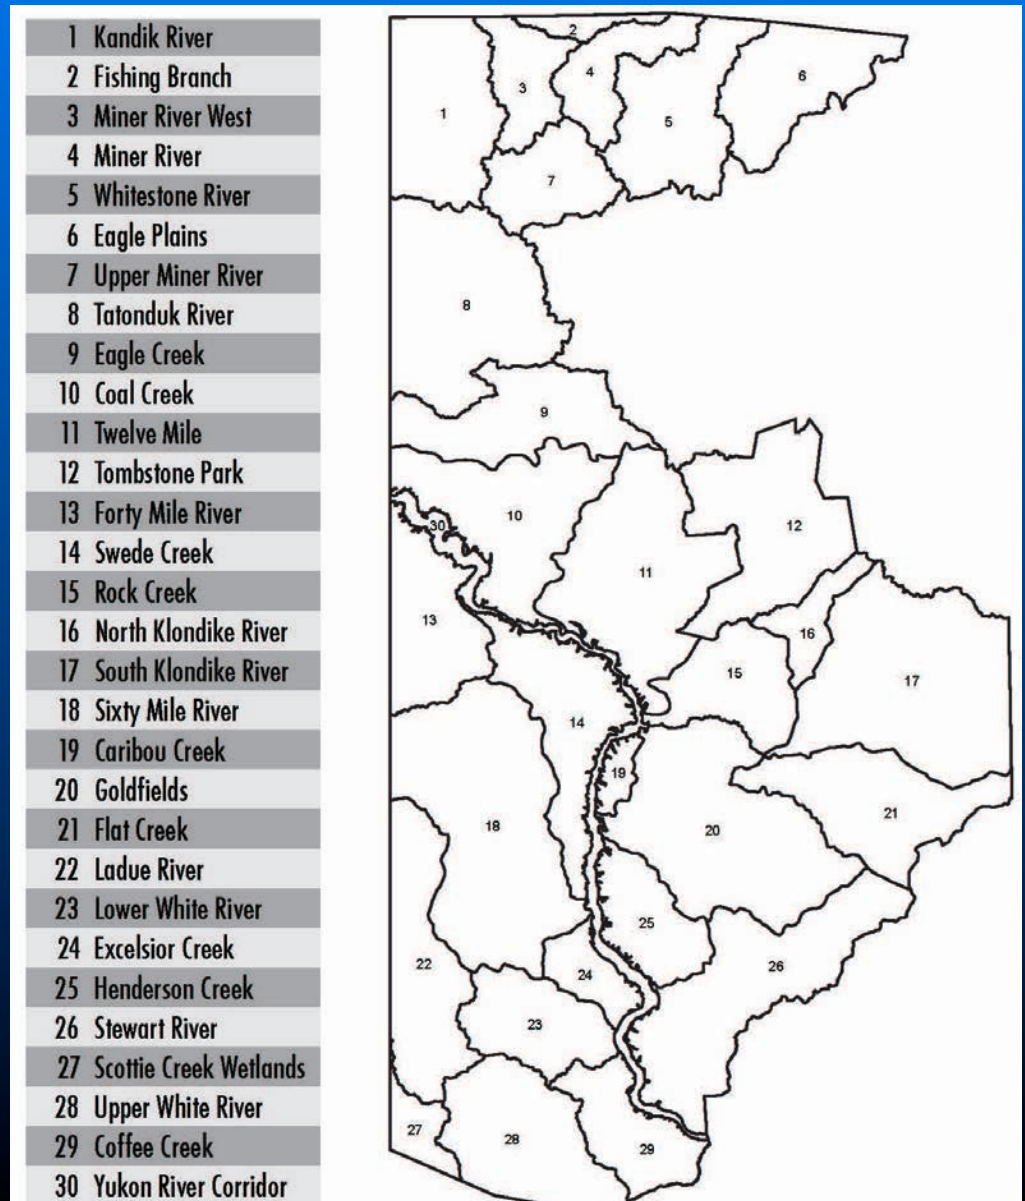 1 Kandik River
2 Fishing Branch
3 Miner River West
4 Miner River
5 Whitestone River
6 Eagle Plains
7 Upper Miner River
8 Tatonduk River
9 Eagle Creek
10 Coal Creek
11 Twelve Mile
12 Tombstone Park
13 Forty Mile River
14 Swede Creek
15 Rock Creek
16 North Klondike River
17 South Klondike River
18 Sixty Mile River
19 Caribou Creek
20 Goldfields
21 Flat Creek
22 Ladue River
23 Lower White River
24 Excelsior Creek
25 Henderson Creek
26 Stewart River
27 Scottie Creek Wetlands
28 Upper White River
29 Coffee Creek
30 Yukon River Corridor
2
4
6
3
1
5
7
8
9
10
30
12
11
13
16
15
17
14
19
21
18
20
25
22
24
26
23
27
28
29